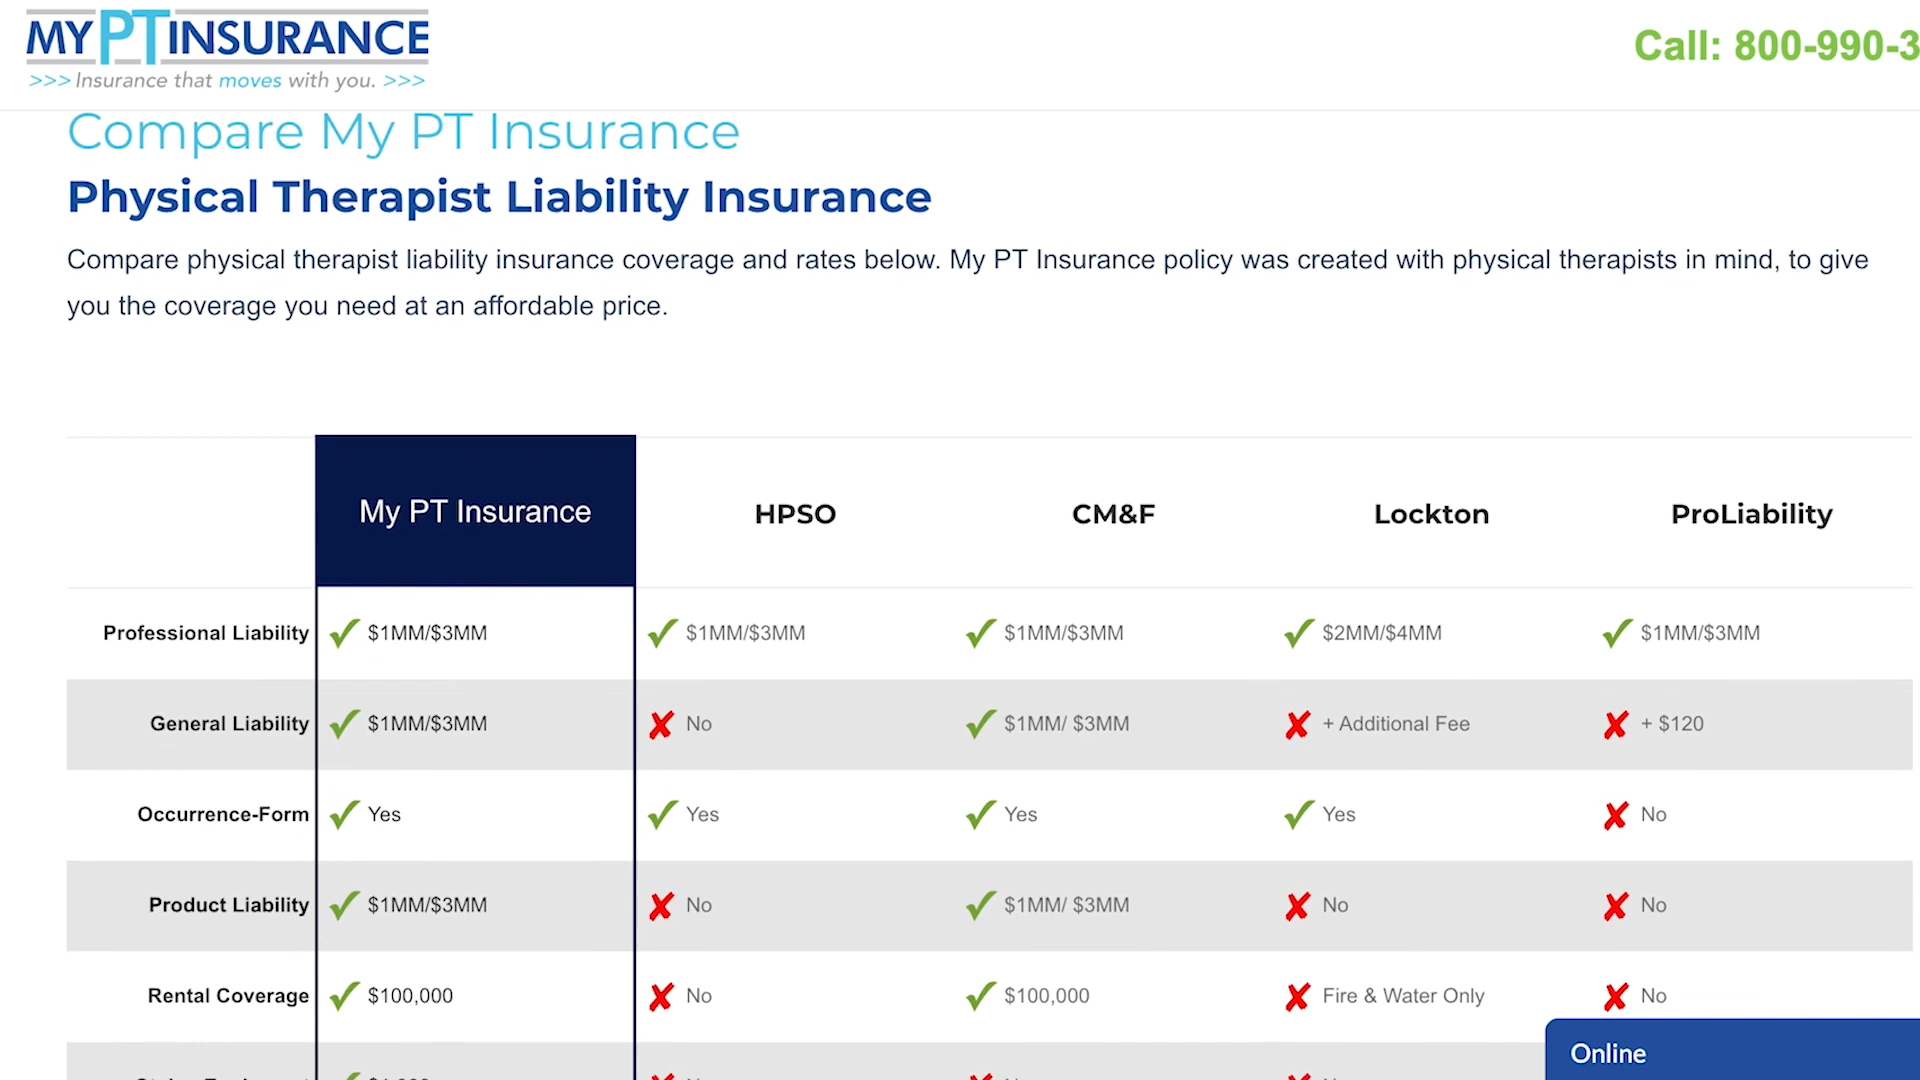 MY PT INSURANCE
>>> Insurance that moves with you. >>>
Call: 800-990-3
Compare My PT Insurance
Physical Therapist Liability Insurance
Compare physical therapist liability insurance coverage and rates below. My PT Insurance policy was created with physical therapists in mind, to give
you the coverage you need at an affordable price.
My PT Insurance HPSO CM&F Lockton ProLiability
Professional Liability $1MM/$3MM $1MM/$3MM $1MM/$3MM $2MM/$4MM $1MM/$3MM
General Liability $1MM/$3MM No $1MM/ $3MM + Additional Fee + $120
Occurrence-Form Yes Yes Yes Yes No
Product Liability $1MM/$3MM No $1MM/ $3MM No No
Rental Coverage $100,000 No $100,000 Fire & Water Only No
Online